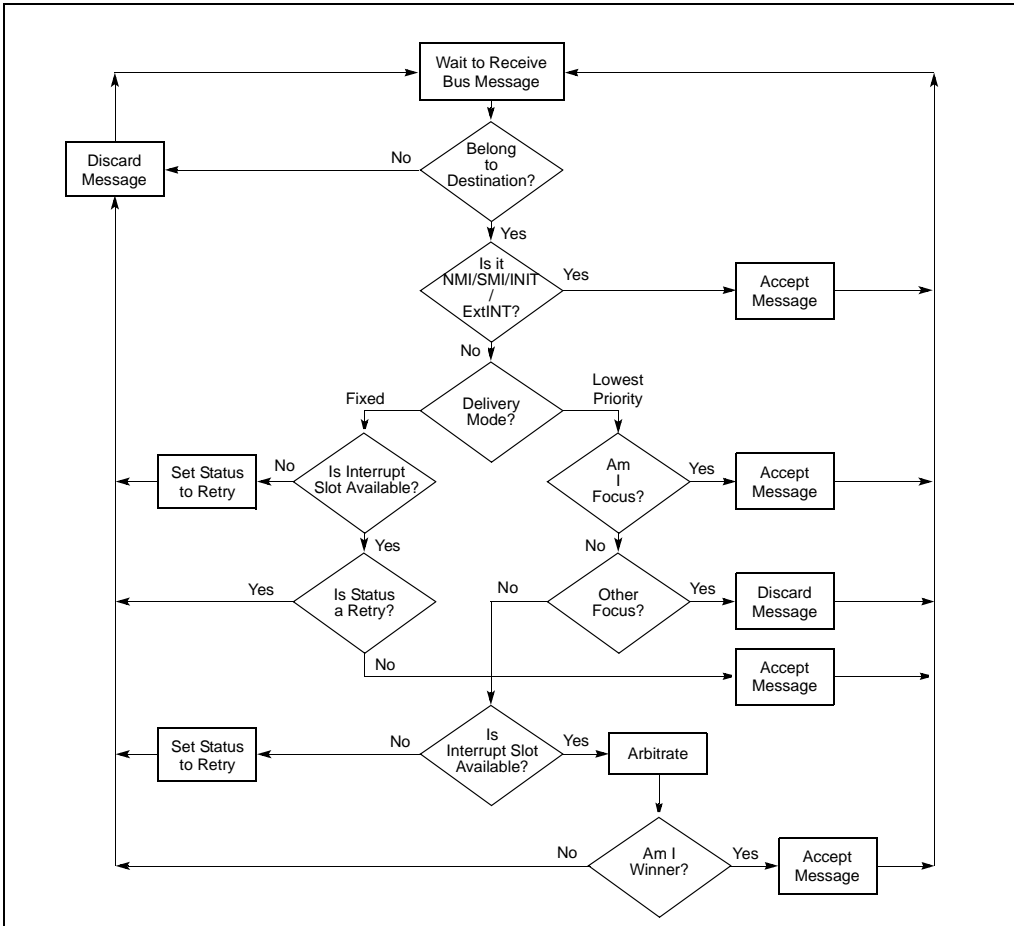 Wait to Receive
Bus Message
Belong
to
Destination?
No
Discard
Message
Yes
Is it
NMI/SMI/INIT
/
ExtINT?
Yes
Accept
Message
No
Delivery
Mode?
Fixed
Lowest
Priority
Set Status
to Retry
No
Is Interrupt
Slot Available?
Am
I
Focus?
Yes
Accept
Message
Yes
No
Yes
Is Status
a Retry?
No
Other
Focus?
Yes
Discard
Message
No
Accept
Message
Set Status
to Retry
No
Is
Interrupt Slot
Available?
Yes
Arbitrate
No
Am I
Winner?
Yes
Accept
Message